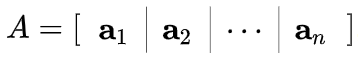 A = [ a₁ | a₂ | ⋯ | aₙ ]